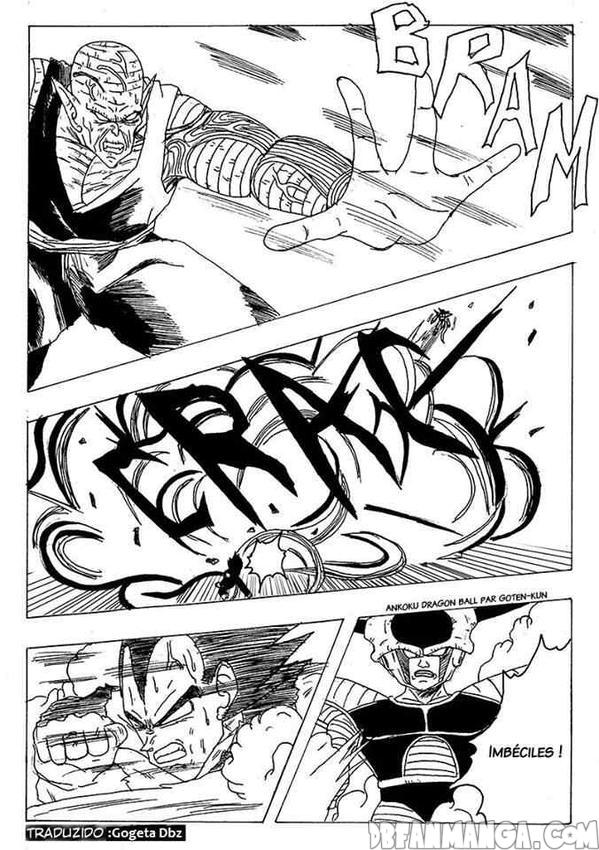 BRAM
CRAK
ANKOKU DRAGON BALL PAR GOTEN-KUN
IMBÉCILES !
TRADUZIDO :Gogeta Dbz
DBFANMANGA.COM